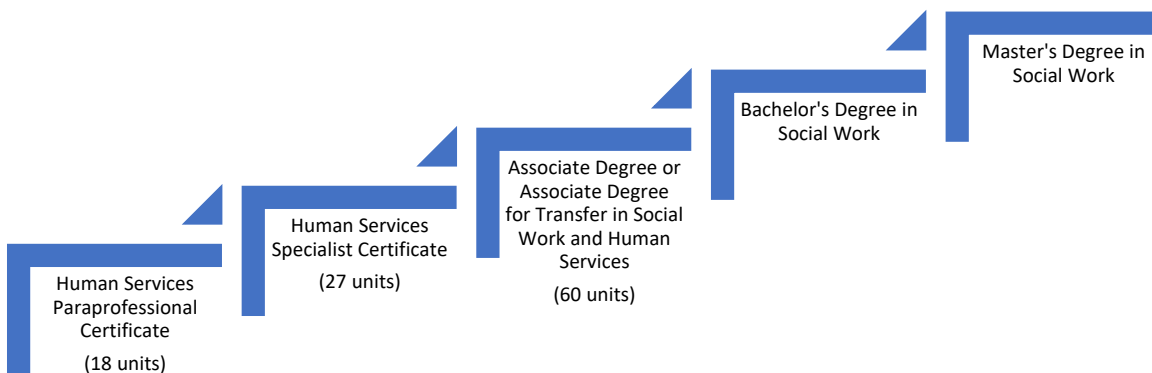 Human Services
Paraprofessional
Certificate
(18 units)
Human Services
Specialist Certificate
(27 units)
Associate Degree or
Associate Degree
for Transfer in Social
Work and Human
Services
(60 units)
Bachelor's Degree in
Social Work
Master's Degree in
Social Work